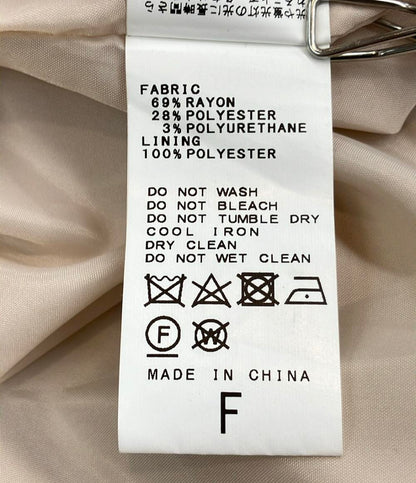 FABRIC
69% RAYON
28% POLYESTER
3% POLYURETHANE
LINING
100% POLYESTER
DO NOT WASH
DO NOT BLEACH
DO NOT TUMBLE DRY
COOL IRON
DRY CLEAN
DO NOT WET CLEAN
F W
MADE IN CHINA
F